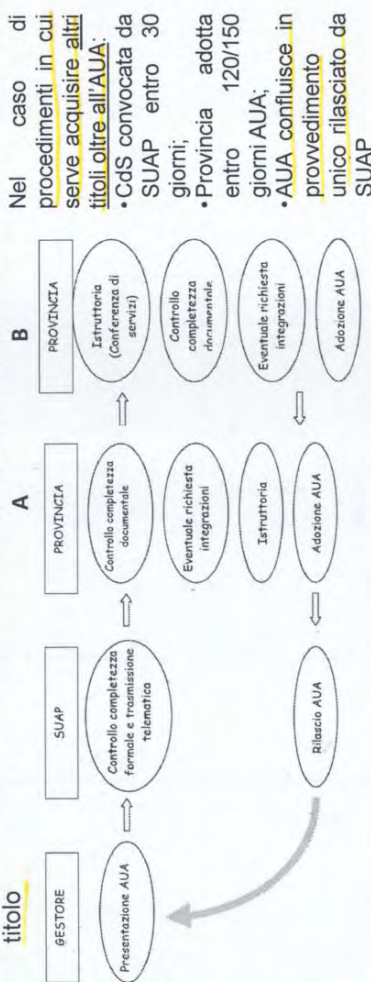 titolo
GESTORE
Presentazione AUA
SUAP
Controllo completezza
formale e trasmissione
telematica
Rilascio AUA
A
PROVINCIA
Controllo completezza
documentale
Eventuale richiesta
integrazioni
Istruttoria
Adozione AUA
B
PROVINCIA
Istruttoria
(Conferenza di
servizi)
Controllo
completezza
documentale
Eventuale richiesta
integrazioni
Adozione AUA
Nel caso di
procedimenti in cui
serve acquisire altri
titoli oltre all'AUA:
• CdS convocata da
SUAP entro 30
giorni;
• Provincia adotta
entro 120/150
giorni AUA;
• AUA confluisce in
provvedimento
unico rilasciato da
SUAP